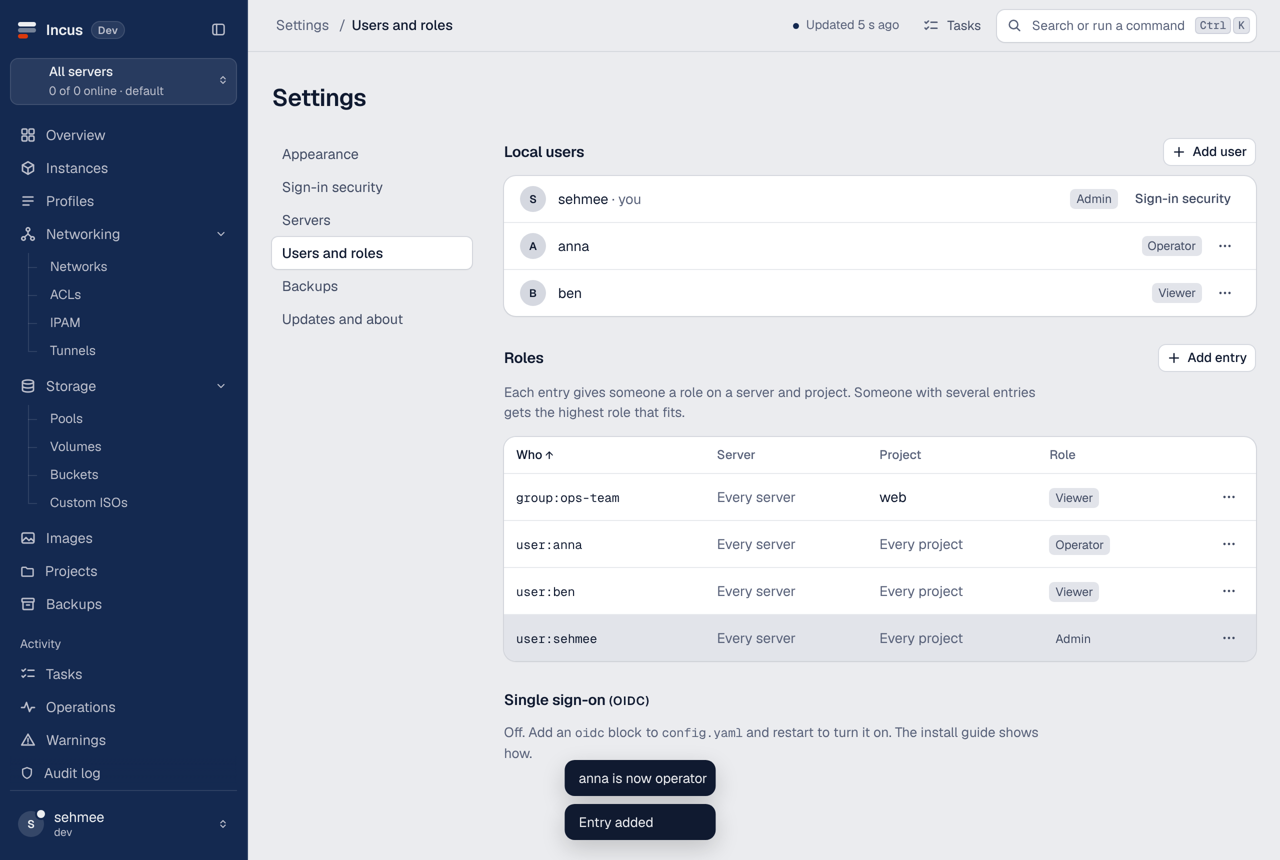 Incus Dev
All servers
0 of 0 online · default
Overview
Instances
Profiles
Networking
Networks
ACLs
IPAM
Tunnels
Storage
Pools
Volumes
Buckets
Custom ISOs
Images
Projects
Backups
Activity
Tasks
Operations
Warnings
Audit log
S sehmee
dev
Settings / Users and roles
Updated 5 s ago
Tasks
Search or run a command Ctrl K
Settings
Appearance
Sign-in security
Servers
Users and roles
Backups
Updates and about
Local users
+ Add user
S sehmee · you Admin Sign-in security
A anna Operator ···
B ben Viewer ···
Roles
+ Add entry
Each entry gives someone a role on a server and project. Someone with several entries
gets the highest role that fits.
Who ↑ Server Project Role
group:ops-team Every server web Viewer ···
user:anna Every server Every project Operator ···
user:ben Every server Every project Viewer ···
user:sehmee Every server Every project Admin ···
Single sign-on (OIDC)
Off. Add an oidc block to config.yaml and restart to turn it on. The install guide shows
how.
anna is now operator
Entry added